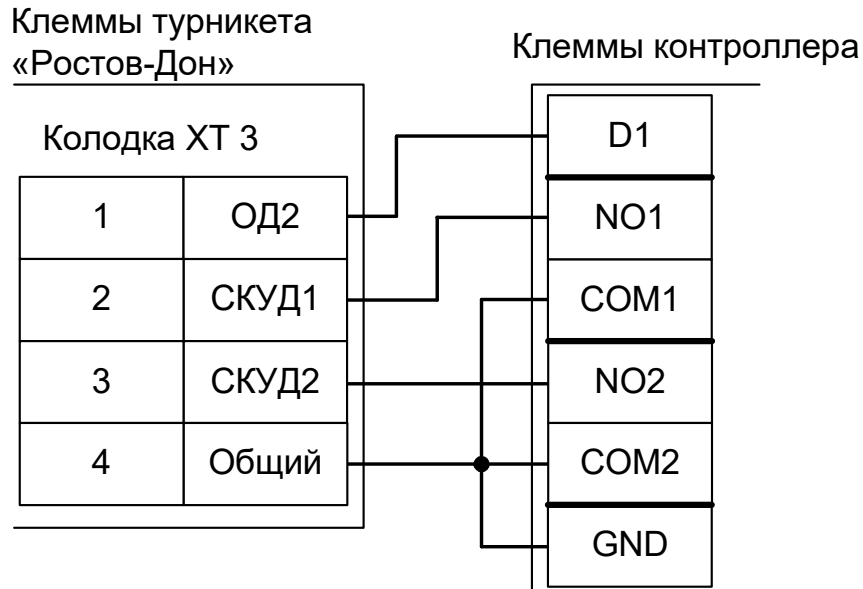 Клеммы турникета
«Ростов-Дон»
Клеммы контроллера
Колодка XT 3
1 ОД2
2 СКУД1
3 СКУД2
4 Общий
D1
NO1
COM1
NO2
COM2
GND